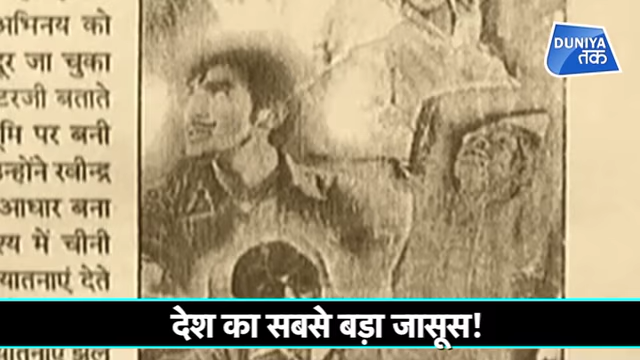 अभिनय को
दूर जा चुका
टरजी बताते
मि पर बनी
न्होंने रवीन्द्र
आधार बना
श्य में चीनी
यातनाएं देते
DUNIYA
तक
देश का सबसे बड़ा जासूस!